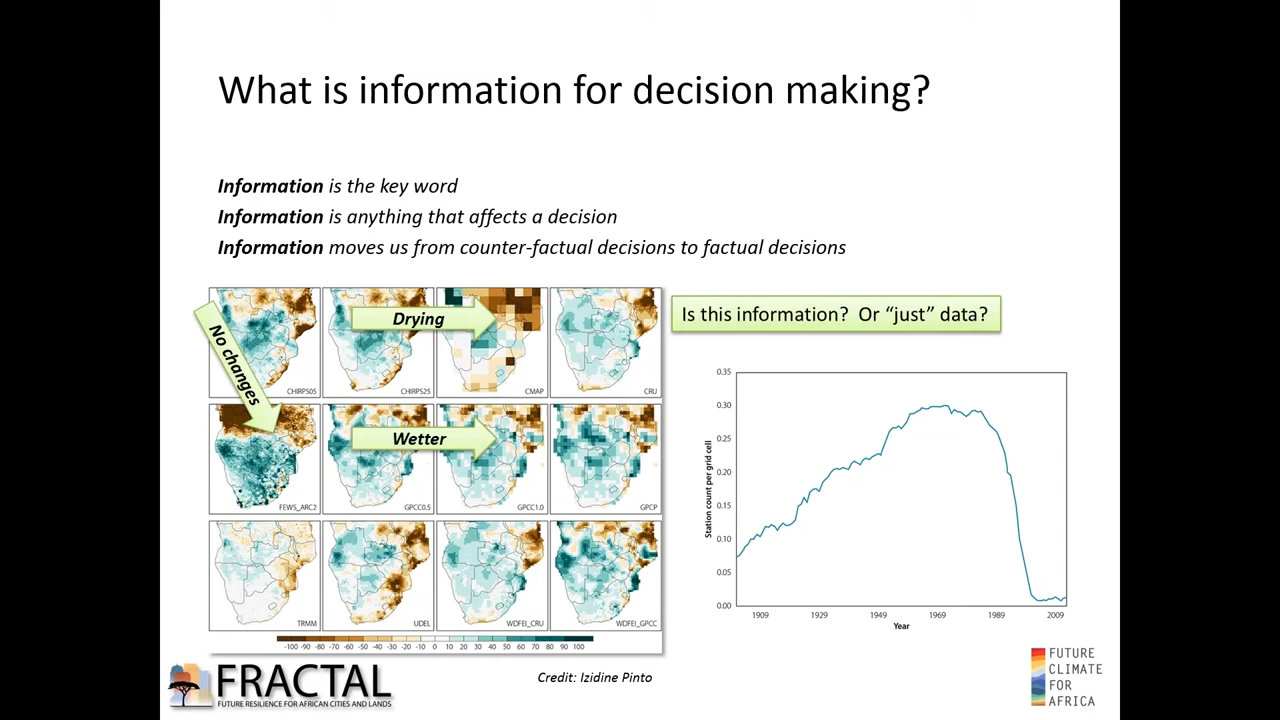 What is information for decision making?
Information is the key word
Information is anything that affects a decision
Information moves us from counter-factual decisions to factual decisions
No changes
Drying
Wetter
CHIRPS05
CHIRPS25
CMAP
CRU
FEWS_ARC2
GPCC0.5
GPCC1.0
GPCP
TRMM
UDEL
WDFEI_CRU
WDFEI_GPCC
-100 -90 -80 -70 -60 -50 -40 -30 -20 -10 0 10 20 30 40 50 60 70 80 90 100
Is this information? Or “just” data?
Station count per grid cell
0.35
0.30
0.25
0.20
0.15
0.10
0.05
0.00
1909 1929 1949 1969 1989 2009
Year
FRACTAL
FUTURE RESILIENCE FOR AFRICAN CITIES AND LANDS
Credit: Izidine Pinto
FUTURE
CLIMATE
FOR
AFRICA